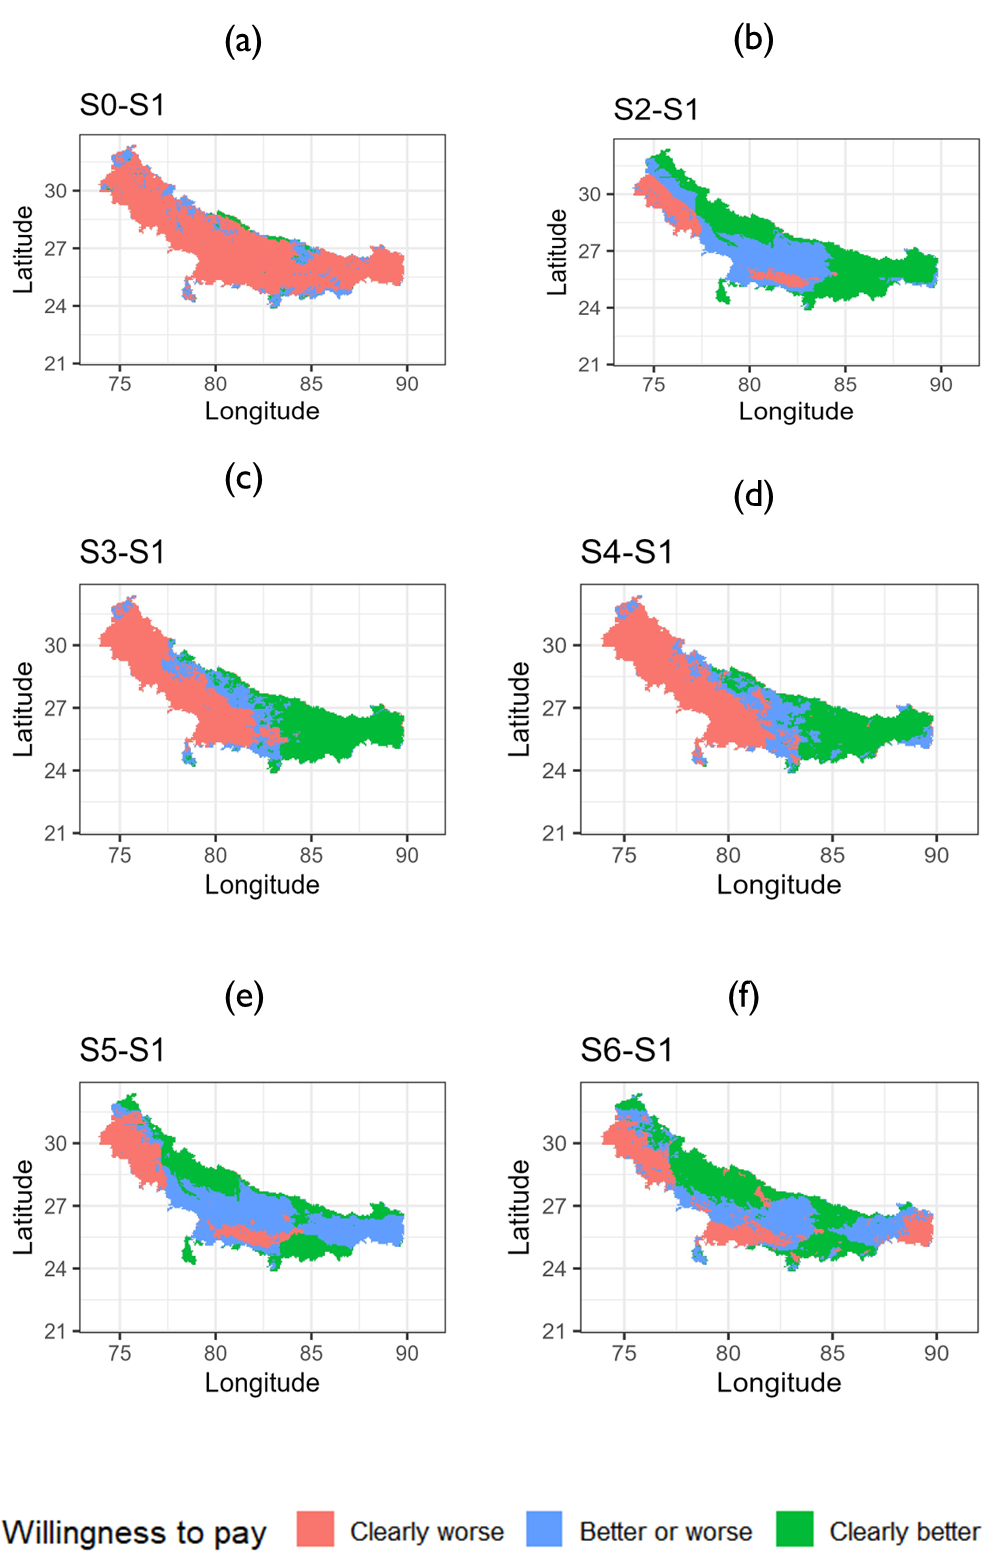 (a)
S0-S1
Latitude
30
27
24
21
75 80 85 90
Longitude
(b)
S2-S1
Latitude
30
27
24
21
75 80 85 90
Longitude
(c)
S3-S1
Latitude
30
27
24
21
75 80 85 90
Longitude
(d)
S4-S1
Latitude
30
27
24
21
75 80 85 90
Longitude
(e)
S5-S1
Latitude
30
27
24
21
75 80 85 90
Longitude
(f)
S6-S1
Latitude
30
27
24
21
75 80 85 90
Longitude
Willingness to pay Clearly worse Better or worse Clearly better